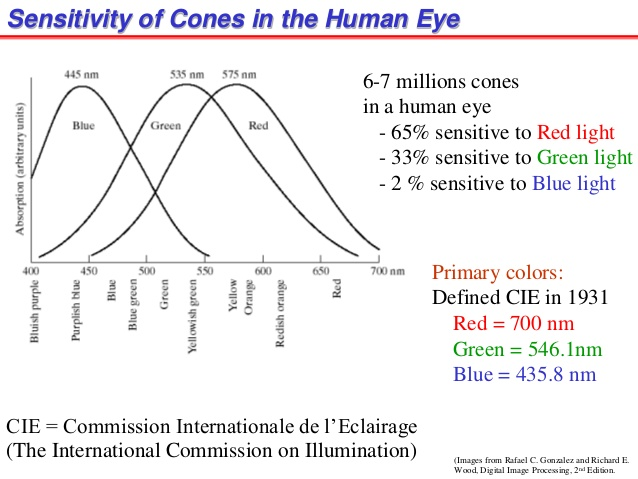 Sensitivity of Cones in the Human Eye
445 nm 535 nm 575 nm
Blue Green Red
Absorption (arbitrary units)
400 450 500 550 600 650 700 nm
Bluish purple
Purplish blue
Blue
Blue green
Green
Yellowish green
Yellow
Orange
Redish orange
Red
6-7 millions cones
in a human eye
- 65% sensitive to Red light
- 33% sensitive to Green light
- 2 % sensitive to Blue light
Primary colors:
Defined CIE in 1931
Red = 700 nm
Green = 546.1nm
Blue = 435.8 nm
CIE = Commission Internationale de l’Eclairage
(The International Commission on Illumination)
(Images from Rafael C. Gonzalez and Richard E.
Wood, Digital Image Processing, 2nd Edition.